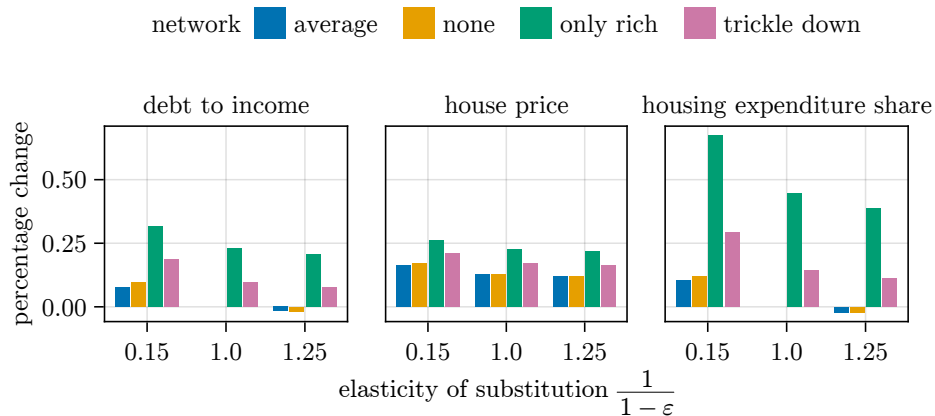 network average none only rich trickle down
debt to income house price housing expenditure share
percentage change
0.50
0.25
0.00
0.15 1.0 1.25 0.15 1.0 1.25 0.15 1.0 1.25
elasticity of substitution 1 / 1 − ε